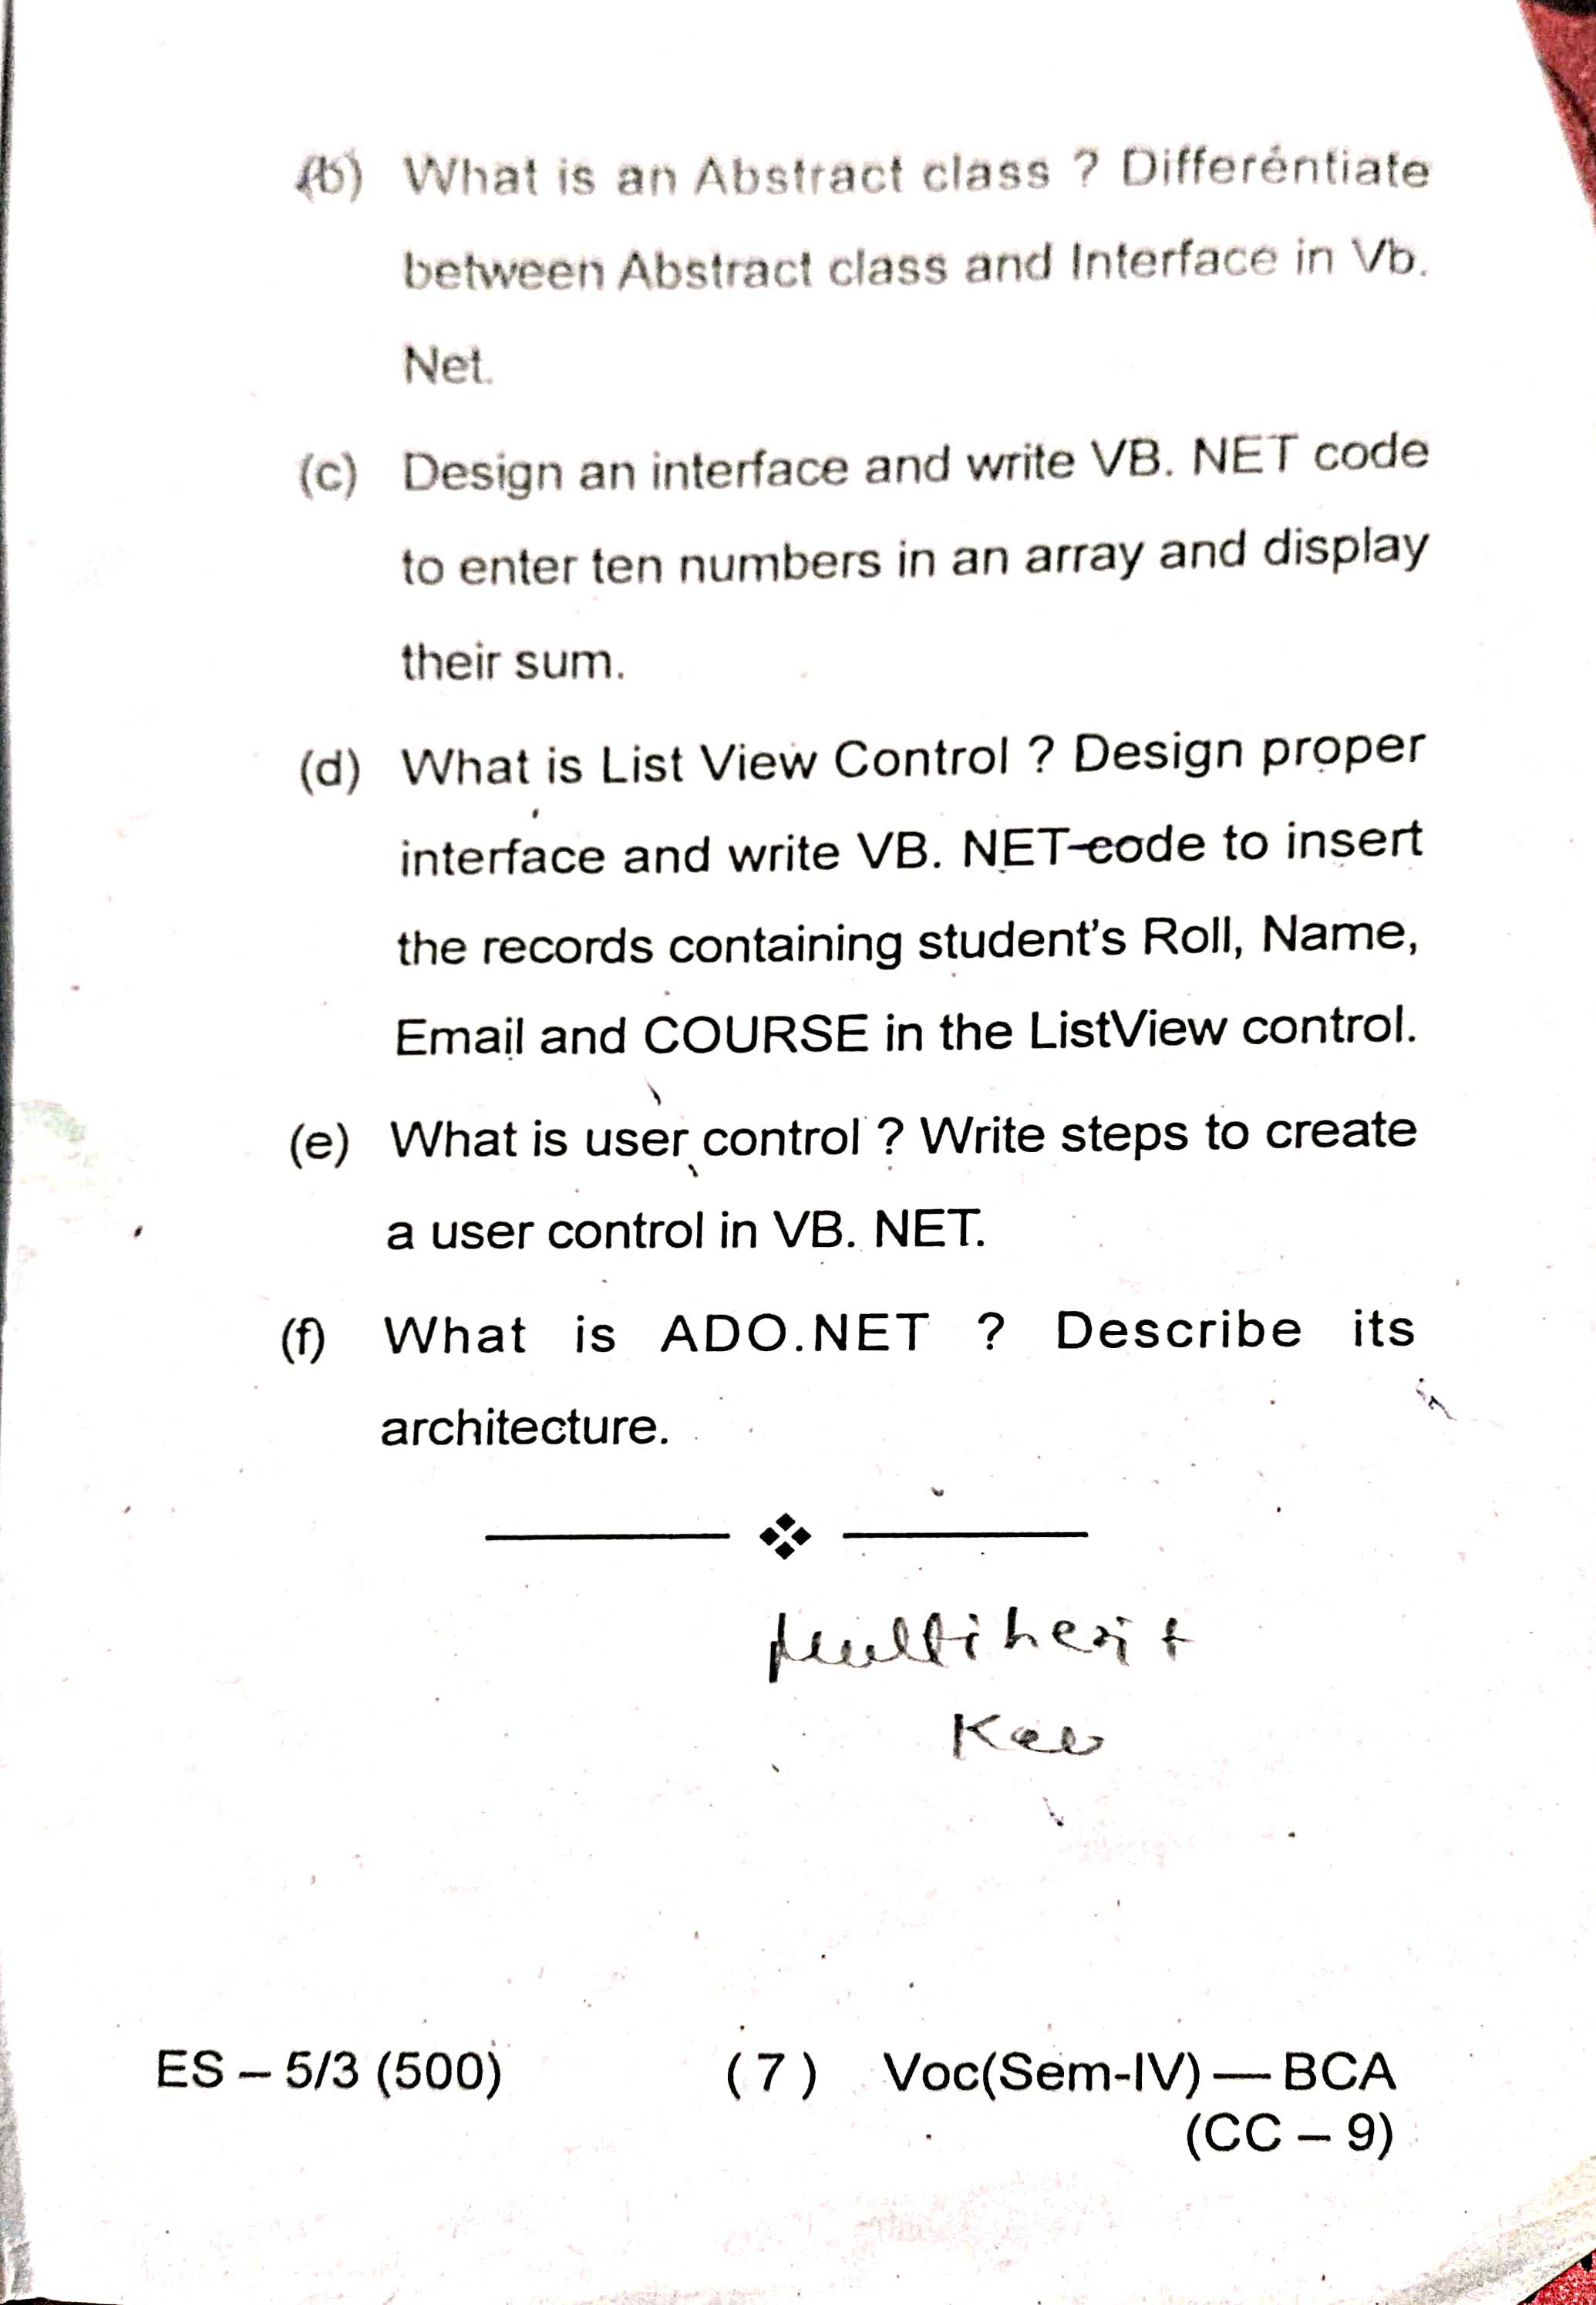 (b) What is an Abstract class ? Differentiate
between Abstract class and Interface in Vb.
Net.
(c) Design an interface and write VB. NET code
to enter ten numbers in an array and display
their sum.
(d) What is List View Control ? Design proper
interface and write VB. NET code to insert
the records containing student's Roll, Name,
Email and COURSE in the ListView control.
(e) What is user control ? Write steps to create
a user control in VB. NET.
(f) What is ADO.NET ? Describe its
architecture.
ES – 5/3 (500) (7) Voc(Sem-IV) — BCA
(CC – 9)